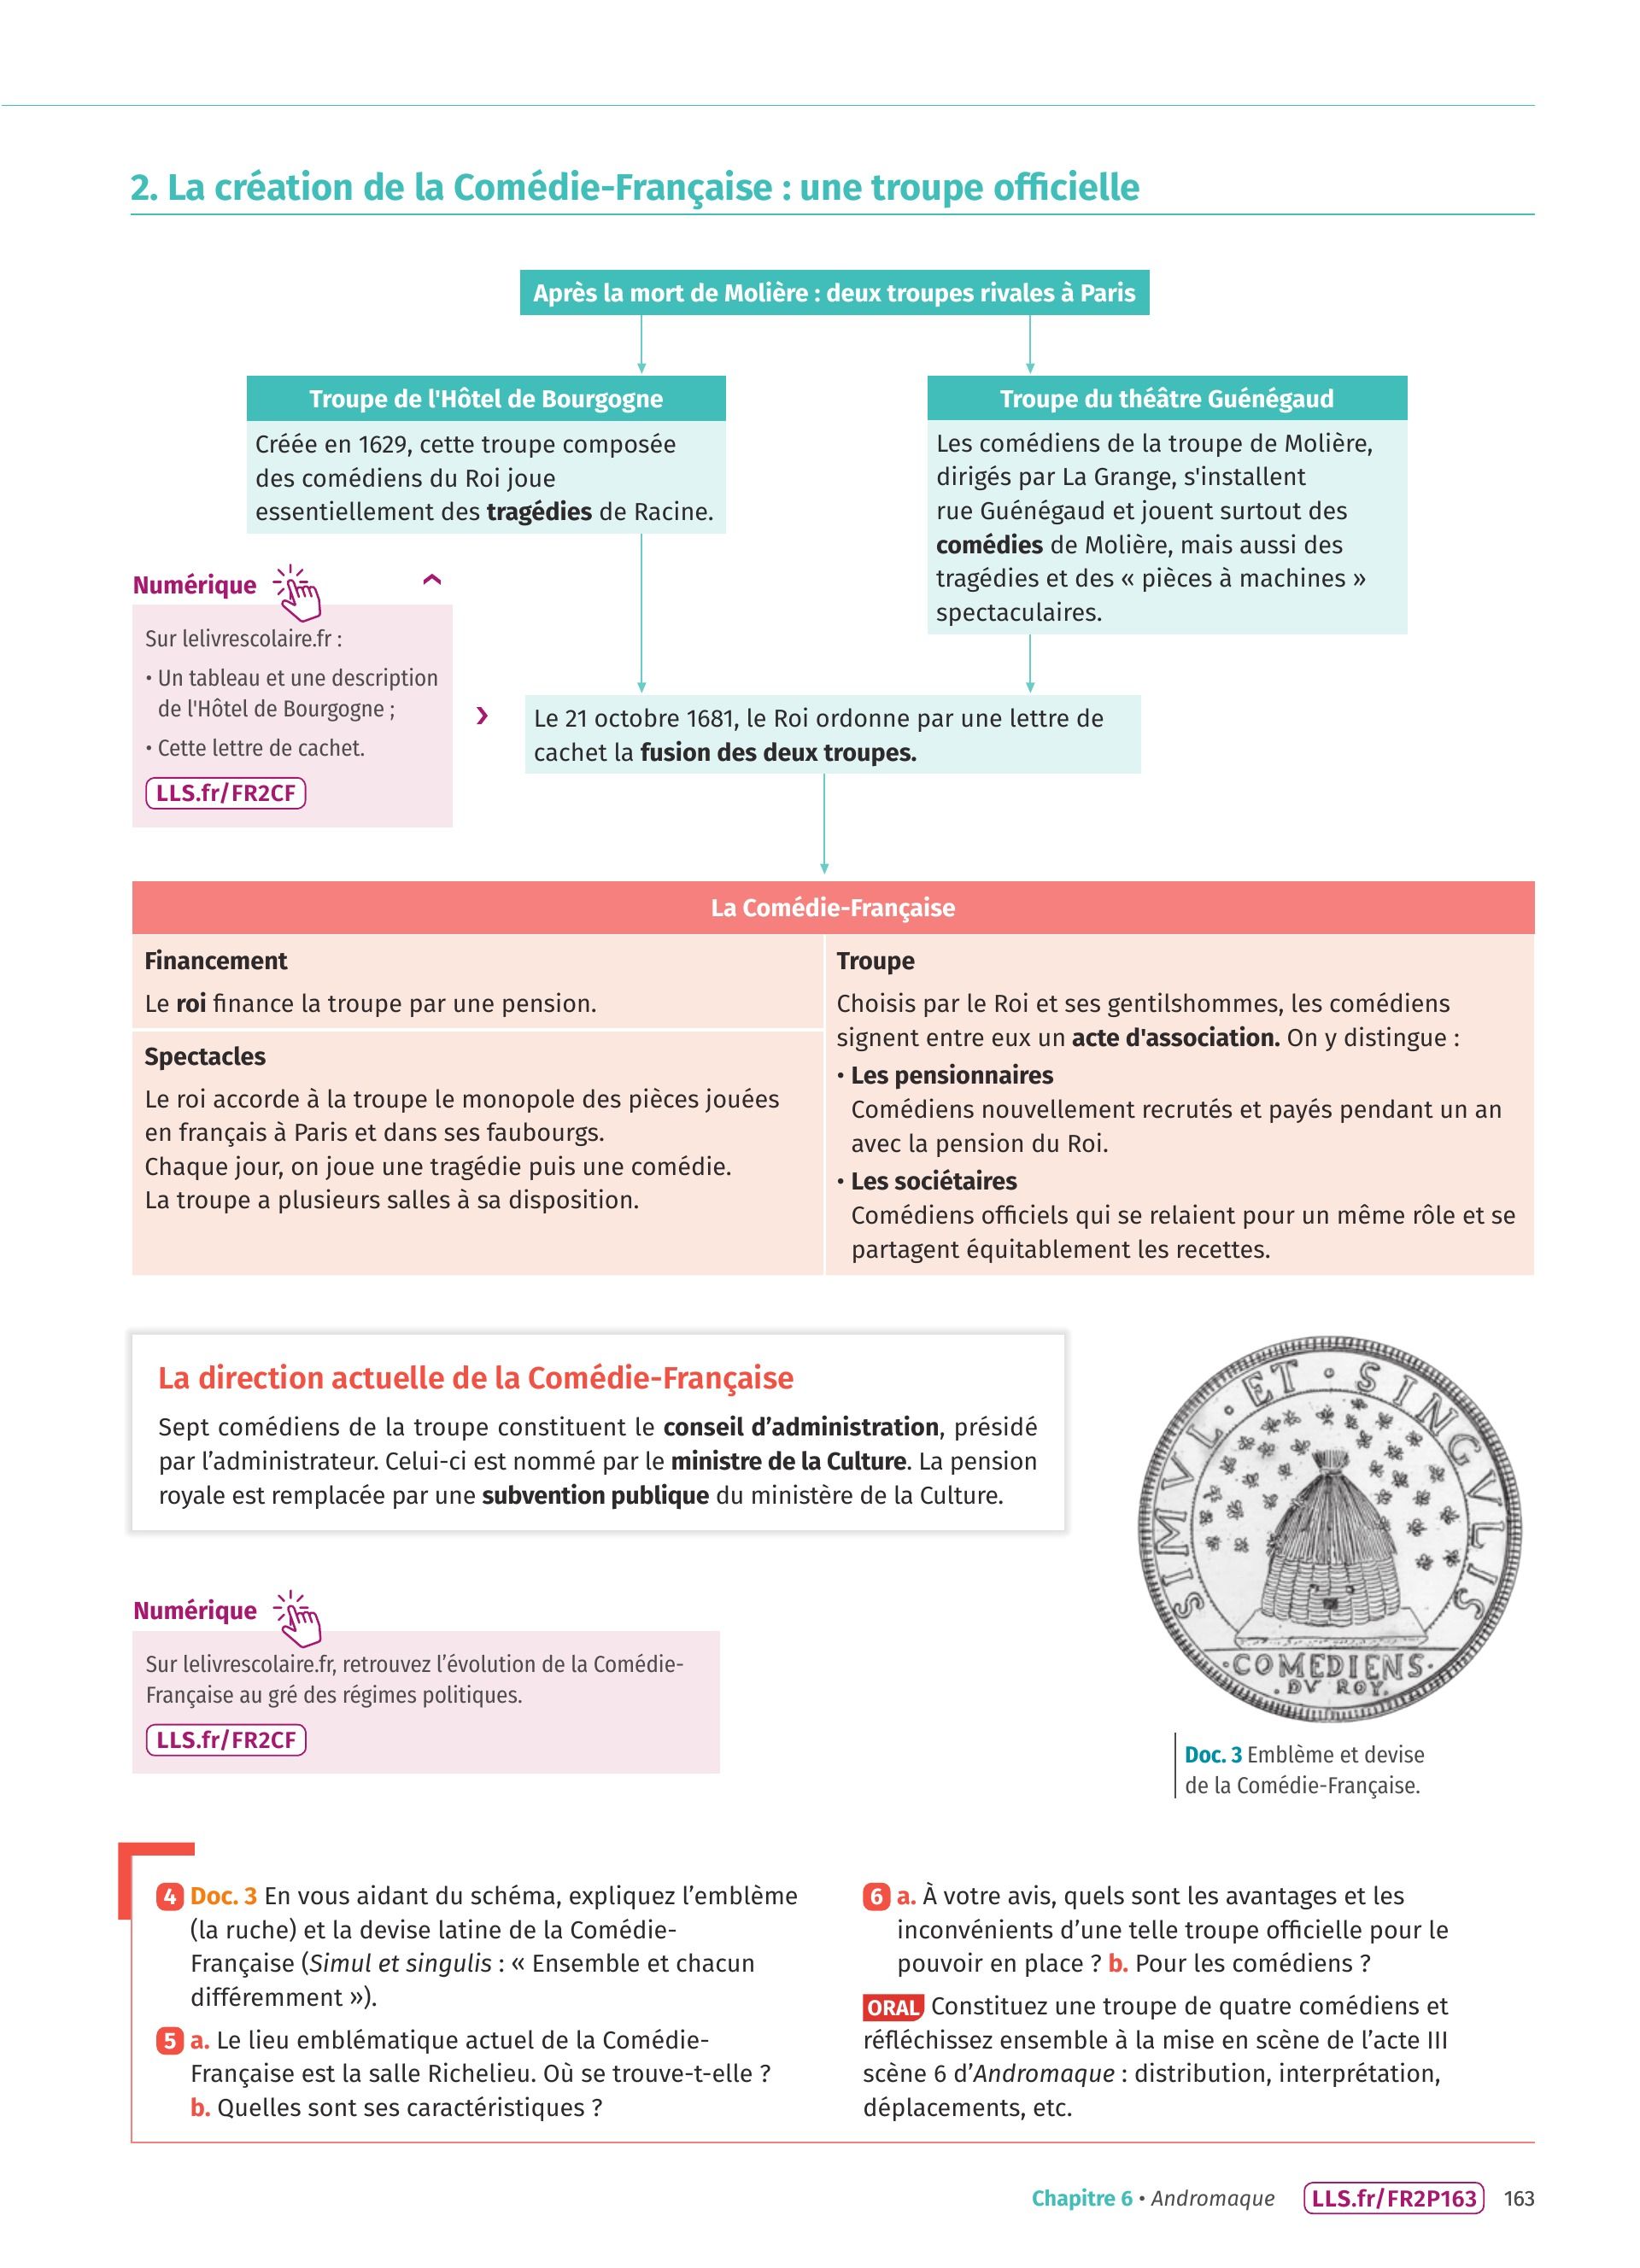 2. La création de la Comédie-Française : une troupe officielle
Après la mort de Molière : deux troupes rivales à Paris
Troupe de l'Hôtel de Bourgogne
Créée en 1629, cette troupe composée
des comédiens du Roi joue
essentiellement des tragédies de Racine.
Troupe du théâtre Guénégaud
Les comédiens de la troupe de Molière,
dirigés par La Grange, s'installent
rue Guénégaud et jouent surtout des
comédies de Molière, mais aussi des
tragédies et des « pièces à machines »
spectaculaires.
Numérique
Sur lelivrescolaire.fr :
• Un tableau et une description
de l'Hôtel de Bourgogne ;
• Cette lettre de cachet.
LLS.fr/FR2CF
Le 21 octobre 1681, le Roi ordonne par une lettre de
cachet la fusion des deux troupes.
La Comédie-Française
Financement
Le roi finance la troupe par une pension.
Spectacles
Le roi accorde à la troupe le monopole des pièces jouées
en français à Paris et dans ses faubourgs.
Chaque jour, on joue une tragédie puis une comédie.
La troupe a plusieurs salles à sa disposition.
Troupe
Choisis par le Roi et ses gentilshommes, les comédiens
signent entre eux un acte d'association. On y distingue :
• Les pensionnaires
Comédiens nouvellement recrutés et payés pendant un an
avec la pension du Roi.
• Les sociétaires
Comédiens officiels qui se relaient pour un même rôle et se
partagent équitablement les recettes.
La direction actuelle de la Comédie-Française
Sept comédiens de la troupe constituent le conseil d’administration, présidé
par l’administrateur. Celui-ci est nommé par le ministre de la Culture. La pension
royale est remplacée par une subvention publique du ministère de la Culture.
SIMVL · ET · SINGVLIS
· COMEDIENS ·
. DV ROY.
Doc. 3 Emblème et devise
de la Comédie-Française.
Numérique
Sur lelivrescolaire.fr, retrouvez l’évolution de la Comédie-
Française au gré des régimes politiques.
LLS.fr/FR2CF
4 Doc. 3 En vous aidant du schéma, expliquez l’emblème
(la ruche) et la devise latine de la Comédie-
Française (Simul et singulis : « Ensemble et chacun
différemment »).
5 a. Le lieu emblématique actuel de la Comédie-
Française est la salle Richelieu. Où se trouve-t-elle ?
b. Quelles sont ses caractéristiques ?
6 a. À votre avis, quels sont les avantages et les
inconvénients d’une telle troupe officielle pour le
pouvoir en place ? b. Pour les comédiens ?
ORAL Constituez une troupe de quatre comédiens et
réfléchissez ensemble à la mise en scène de l’acte III
scène 6 d’Andromaque : distribution, interprétation,
déplacements, etc.
Chapitre 6 • Andromaque LLS.fr/FR2P163 163